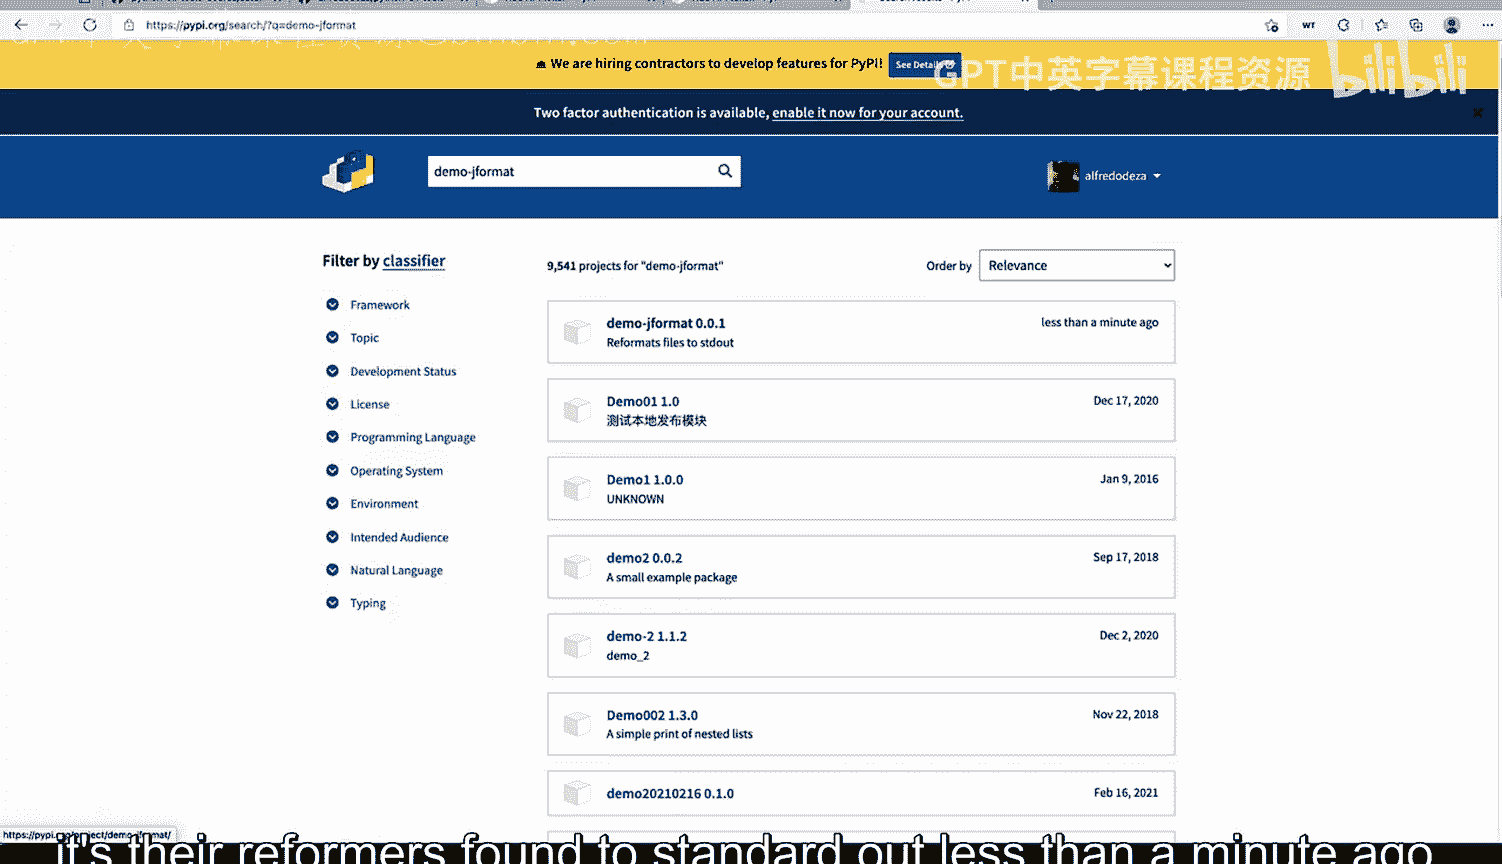 https://pypi.org/search/?q=demo-jformat
wr
We are hiring contractors to develop features for PyPI!
See Details
GPT中英字幕课程资源
bilibili
Two factor authentication is available, enable it now for your account.
demo-jformat
alfredodeza
Filter by classifier
Framework
Topic
Development Status
License
Programming Language
Operating System
Environment
Intended Audience
Natural Language
Typing
9,541 projects for "demo-jformat"
Order by
Relevance
demo-jformat 0.0.1
less than a minute ago
Reformats files to stdout
Demo01 1.0
Dec 17, 2020
测试本地发布模块
Demo1 1.0.0
Jan 9, 2016
UNKNOWN
demo2 0.0.2
Sep 17, 2018
A small example package
demo-2 1.1.2
Dec 2, 2020
demo_2
Demo002 1.3.0
Nov 22, 2018
A simple print of nested lists
demo20210216 0.1.0
Feb 16, 2021
https://pypi.org/project/demo-jformat/
it's their reformers found to standard out less than a minute ago